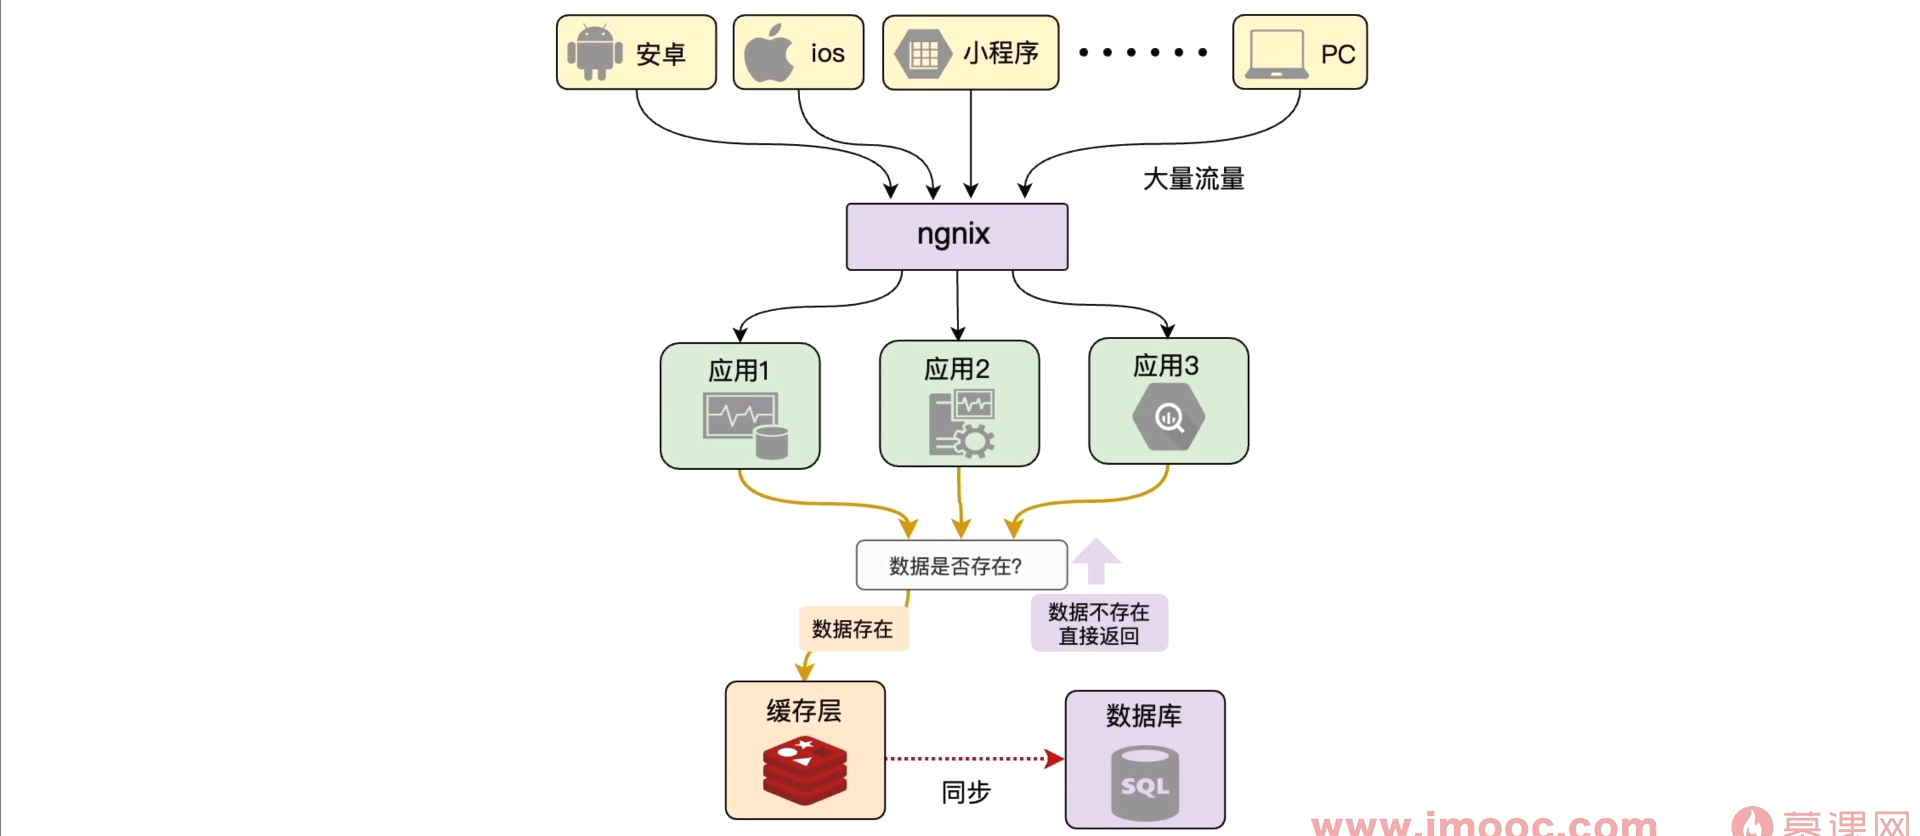 安卓
ios
小程序
PC
大量流量
ngnix
应用1
应用2
应用3
数据是否存在?
数据存在
数据不存在
直接返回
缓存层
数据库
SQL
同步
www.imooc.com
慕课网